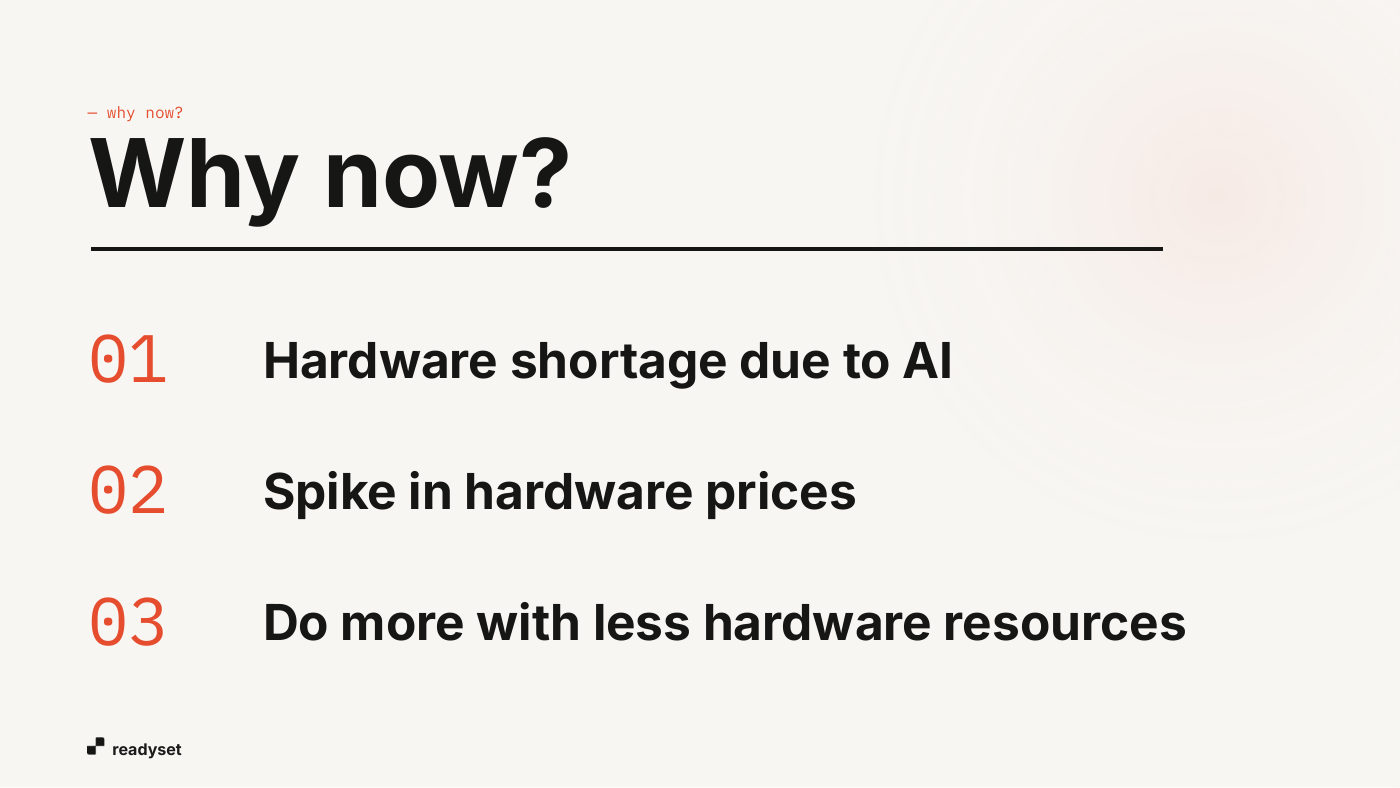 — why now?
Why now?
01 Hardware shortage due to AI
02 Spike in hardware prices
03 Do more with less hardware resources
readyset